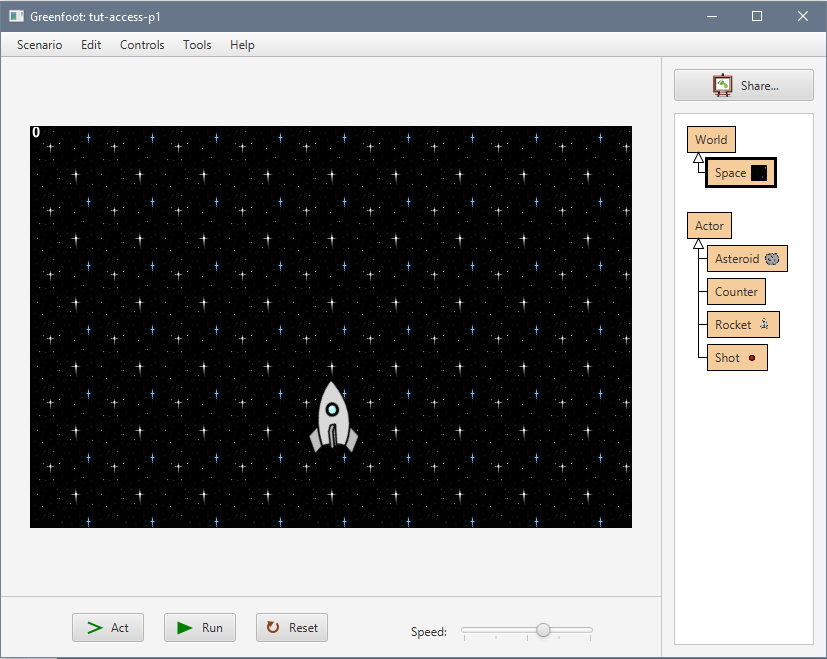 Greenfoot: tut-access-p1
Scenario Edit Controls Tools Help
Share...
0
World
Space
Actor
Asteroid
Counter
Rocket
Shot
Act Run Reset Speed: